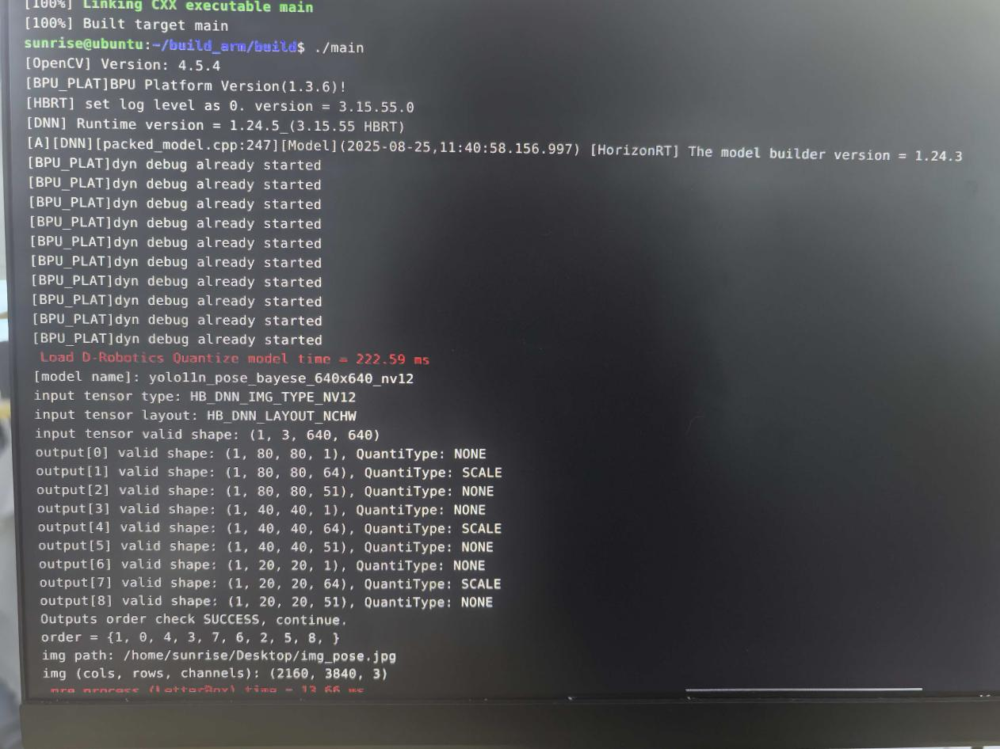 [100%] Linking CXX executable main
[100%] Built target main
sunrise@ubuntu:~/build_arm/build$ ./main
[OpenCV] Version: 4.5.4
[BPU_PLAT]BPU Platform Version(1.3.6)!
[HBRT] set log level as 0. version = 3.15.55.0
[DNN] Runtime version = 1.24.5_(3.15.55 HBRT)
[A][DNN][packed_model.cpp:247][Model](2025-08-25,11:40:58.156.997) [HorizonRT] The model builder version = 1.24.3
[BPU_PLAT]dyn debug already started
[BPU_PLAT]dyn debug already started
[BPU_PLAT]dyn debug already started
[BPU_PLAT]dyn debug already started
[BPU_PLAT]dyn debug already started
[BPU_PLAT]dyn debug already started
[BPU_PLAT]dyn debug already started
[BPU_PLAT]dyn debug already started
[BPU_PLAT]dyn debug already started
[BPU_PLAT]dyn debug already started
Load D-Robotics Quantize model time = 222.59 ms
[model name]: yolo11n_pose_bayese_640x640_nv12
input tensor type: HB_DNN_IMG_TYPE_NV12
input tensor layout: HB_DNN_LAYOUT_NCHW
input tensor valid shape: (1, 3, 640, 640)
output[0] valid shape: (1, 80, 80, 1), QuantiType: NONE
output[1] valid shape: (1, 80, 80, 64), QuantiType: SCALE
output[2] valid shape: (1, 80, 80, 51), QuantiType: NONE
output[3] valid shape: (1, 40, 40, 1), QuantiType: NONE
output[4] valid shape: (1, 40, 40, 64), QuantiType: SCALE
output[5] valid shape: (1, 40, 40, 51), QuantiType: NONE
output[6] valid shape: (1, 20, 20, 1), QuantiType: NONE
output[7] valid shape: (1, 20, 20, 64), QuantiType: SCALE
output[8] valid shape: (1, 20, 20, 51), QuantiType: NONE
Outputs order check SUCCESS, continue.
order = {1, 0, 4, 3, 7, 6, 2, 5, 8, }
img path: /home/sunrise/Desktop/img_pose.jpg
img (cols, rows, channels): (2160, 3840, 3)
pre process (LetterBox) time = 13.66 ms